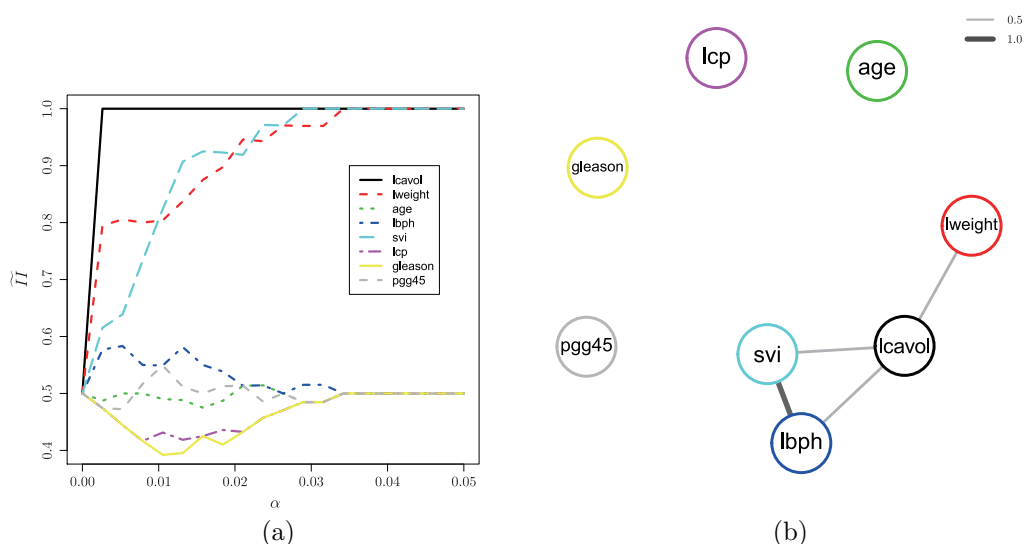 0.4 0.5 0.6 0.7 0.8 0.9 1.0
I͂I
lcavol
lweight
age
lbph
svi
lcp
gleason
pgg45
0.00 0.01 0.02 0.03 0.04 0.05
α
(a)
0.5
1.0
lcp
age
gleason
lweight
pgg45
svi
lcavol
lbph
(b)